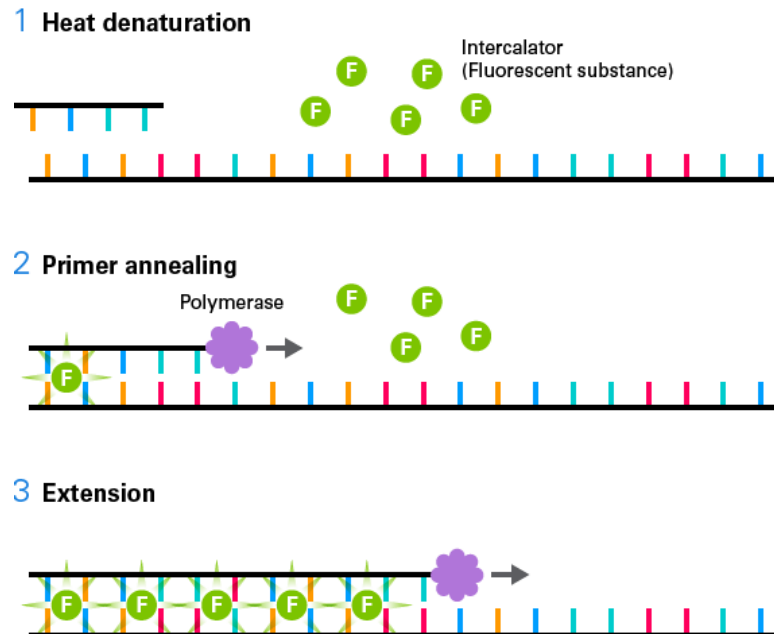 1 Heat denaturation
Intercalator
(Fluorescent substance)
F
F
F
F
F
2 Primer annealing
Polymerase
F
F
F
F
F
3 Extension
F
F
F
F
F